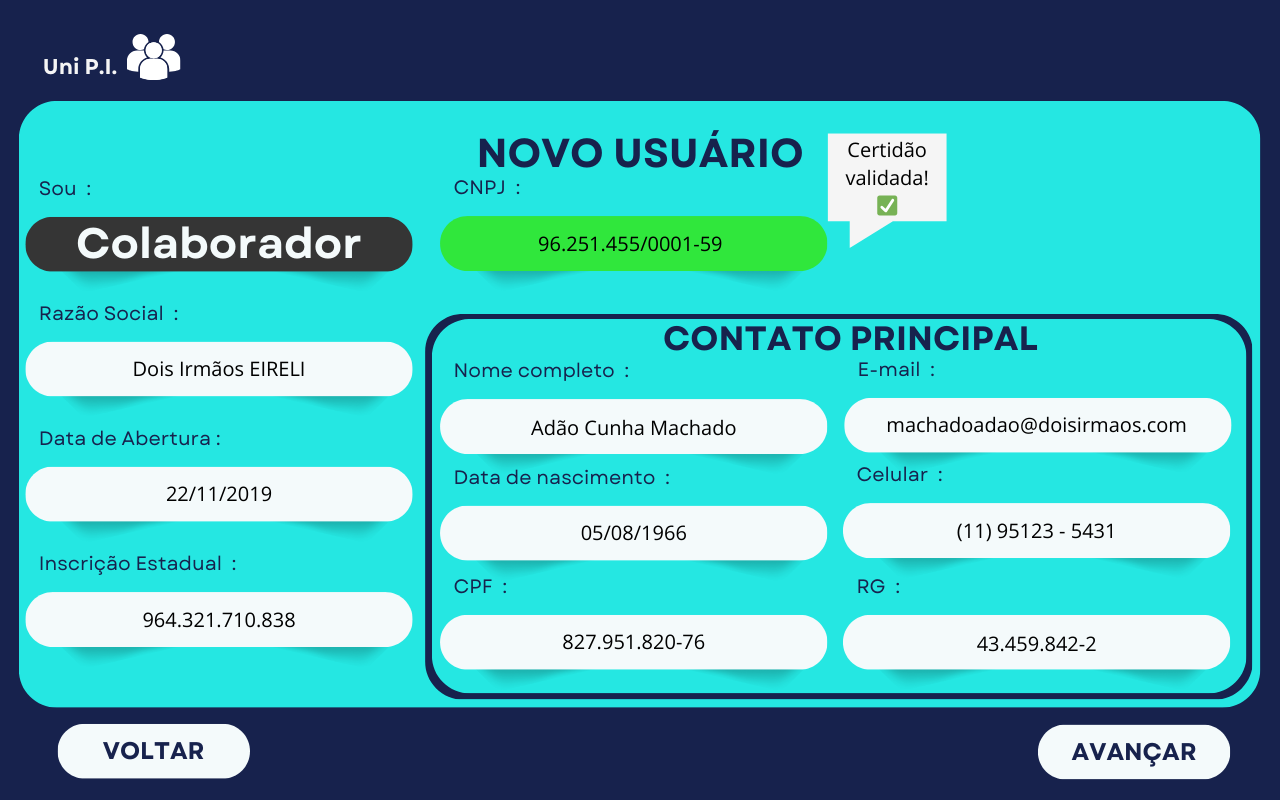 Uni P.I.
NOVO USUÁRIO
Certidão
validada!
Sou :
Colaborador
CNPJ :
96.251.455/0001-59
Razão Social :
Dois Irmãos EIRELI
Data de Abertura :
22/11/2019
Inscrição Estadual :
964.321.710.838
CONTATO PRINCIPAL
Nome completo :
Adão Cunha Machado
E-mail :
machadoadao@doisirmaos.com
Data de nascimento :
05/08/1966
Celular :
(11) 95123 - 5431
CPF :
827.951.820-76
RG :
43.459.842-2
VOLTAR
AVANÇAR